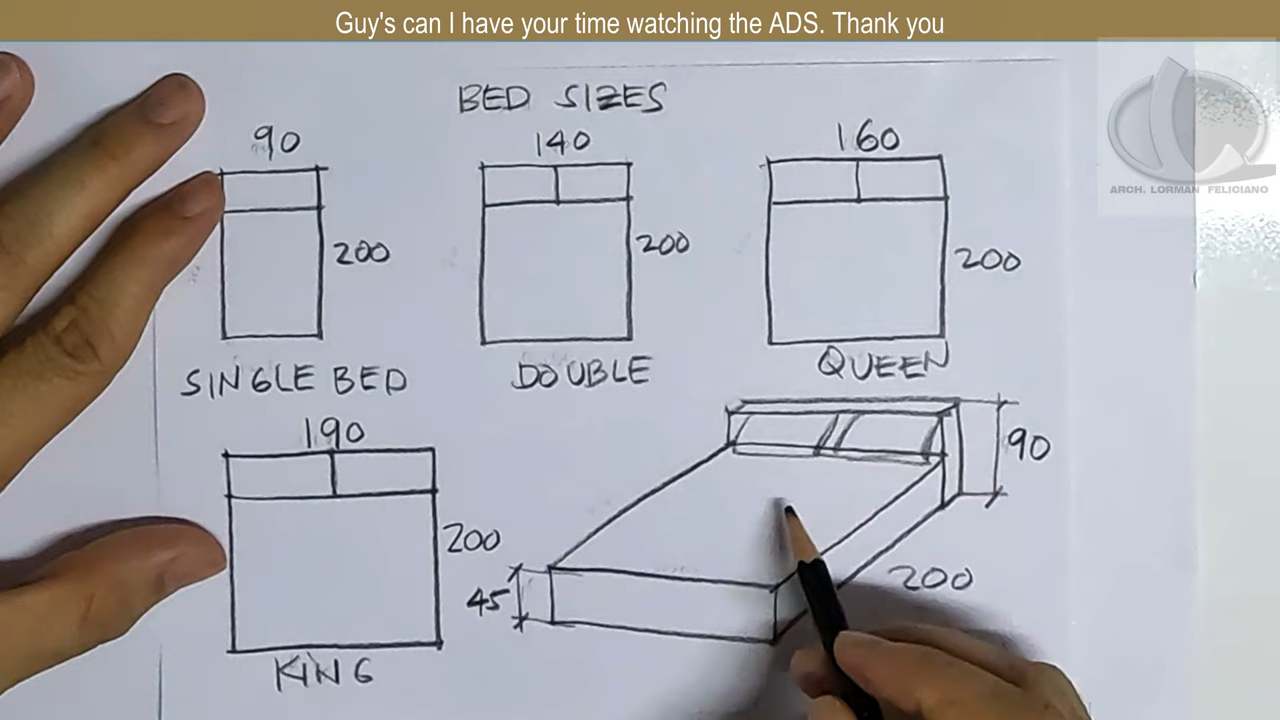 Guy's can I have your time watching the ADS. Thank you
ARCH. LORMAN FELICIANO
BED SIZES
90
140
160
200
200
200
SINGLE BED
DOUBLE
QUEEN
190
200
KING
90
45
200